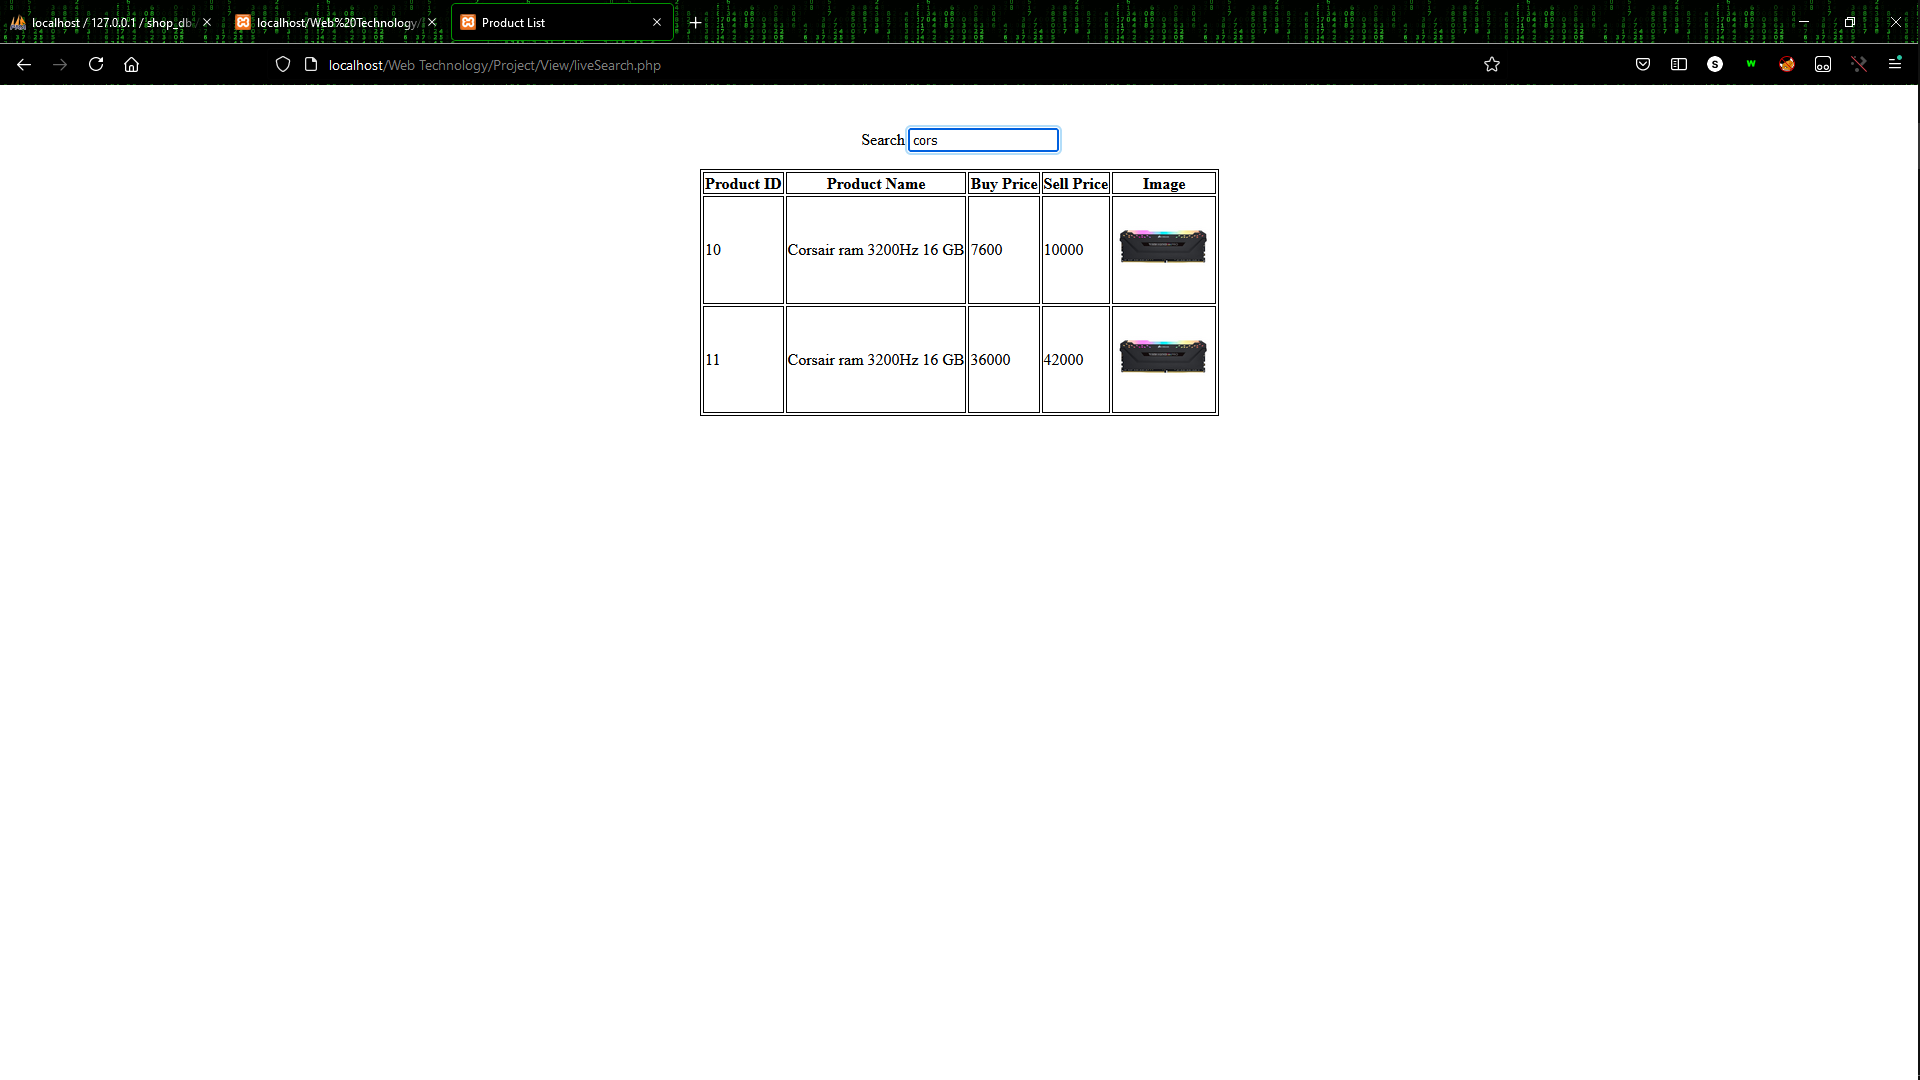 localhost / 127.0.0.1 / shop_db
localhost/Web%20Technology/
Product List
localhost/Web Technology/Project/View/liveSearch.php
Search cors
Product ID Product Name Buy Price Sell Price Image
10 Corsair ram 3200Hz 16 GB 7600 10000
11 Corsair ram 3200Hz 16 GB 36000 42000